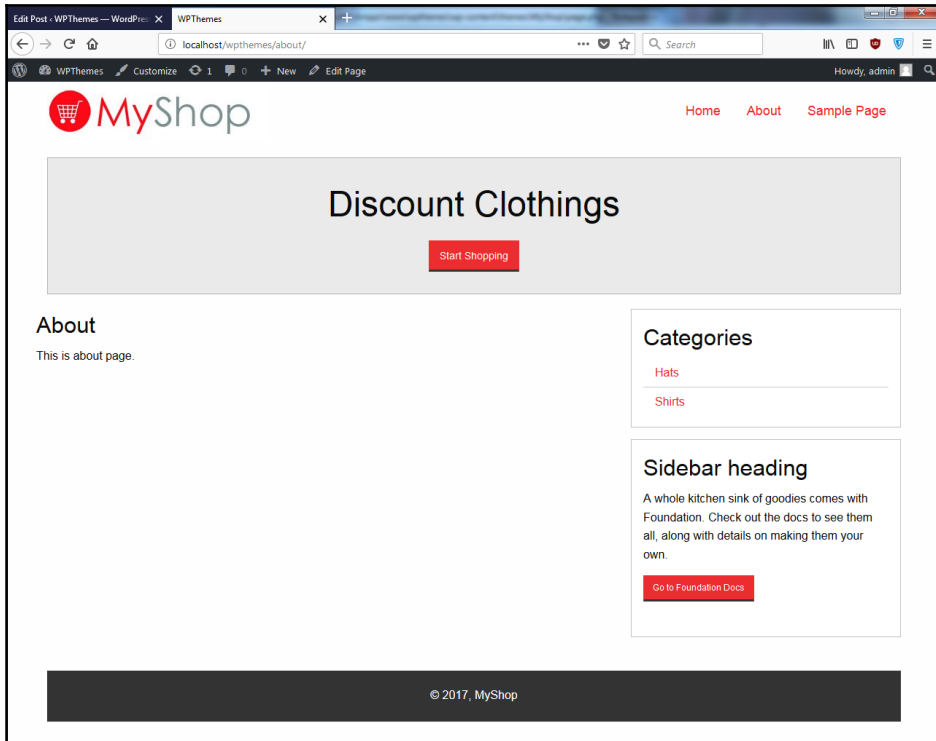 Edit Post ‹ WPThemes — WordPres
WPThemes
localhost/wpthemes/about/
Search
WPThemes Customize 1 0 + New Edit Page
Howdy, admin
MyShop
Home About Sample Page
Discount Clothings
Start Shopping
About
This is about page.
Categories
Hats
Shirts
Sidebar heading
A whole kitchen sink of goodies comes with
Foundation. Check out the docs to see them
all, along with details on making them your
own.
Go to Foundation Docs
© 2017, MyShop